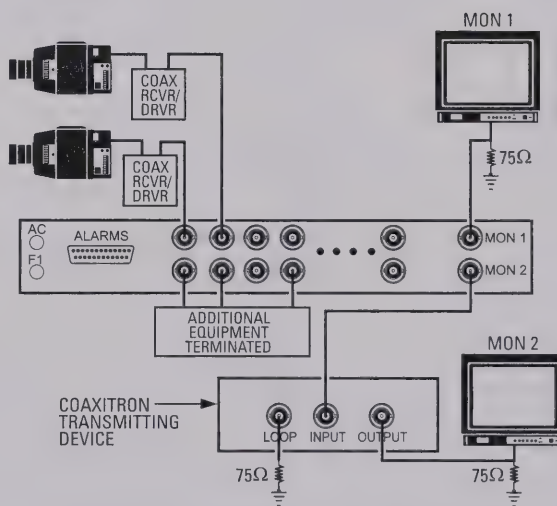 MON 1
COAX
RCVR/
DRVR
75Ω
COAX
RCVR/
DRVR
AC
F1
ALARMS
MON 1
MON 2
ADDITIONAL
EQUIPMENT
TERMINATED
MON 2
COAXITRON
TRANSMITTING
DEVICE
LOOP INPUT OUTPUT
75Ω
75Ω